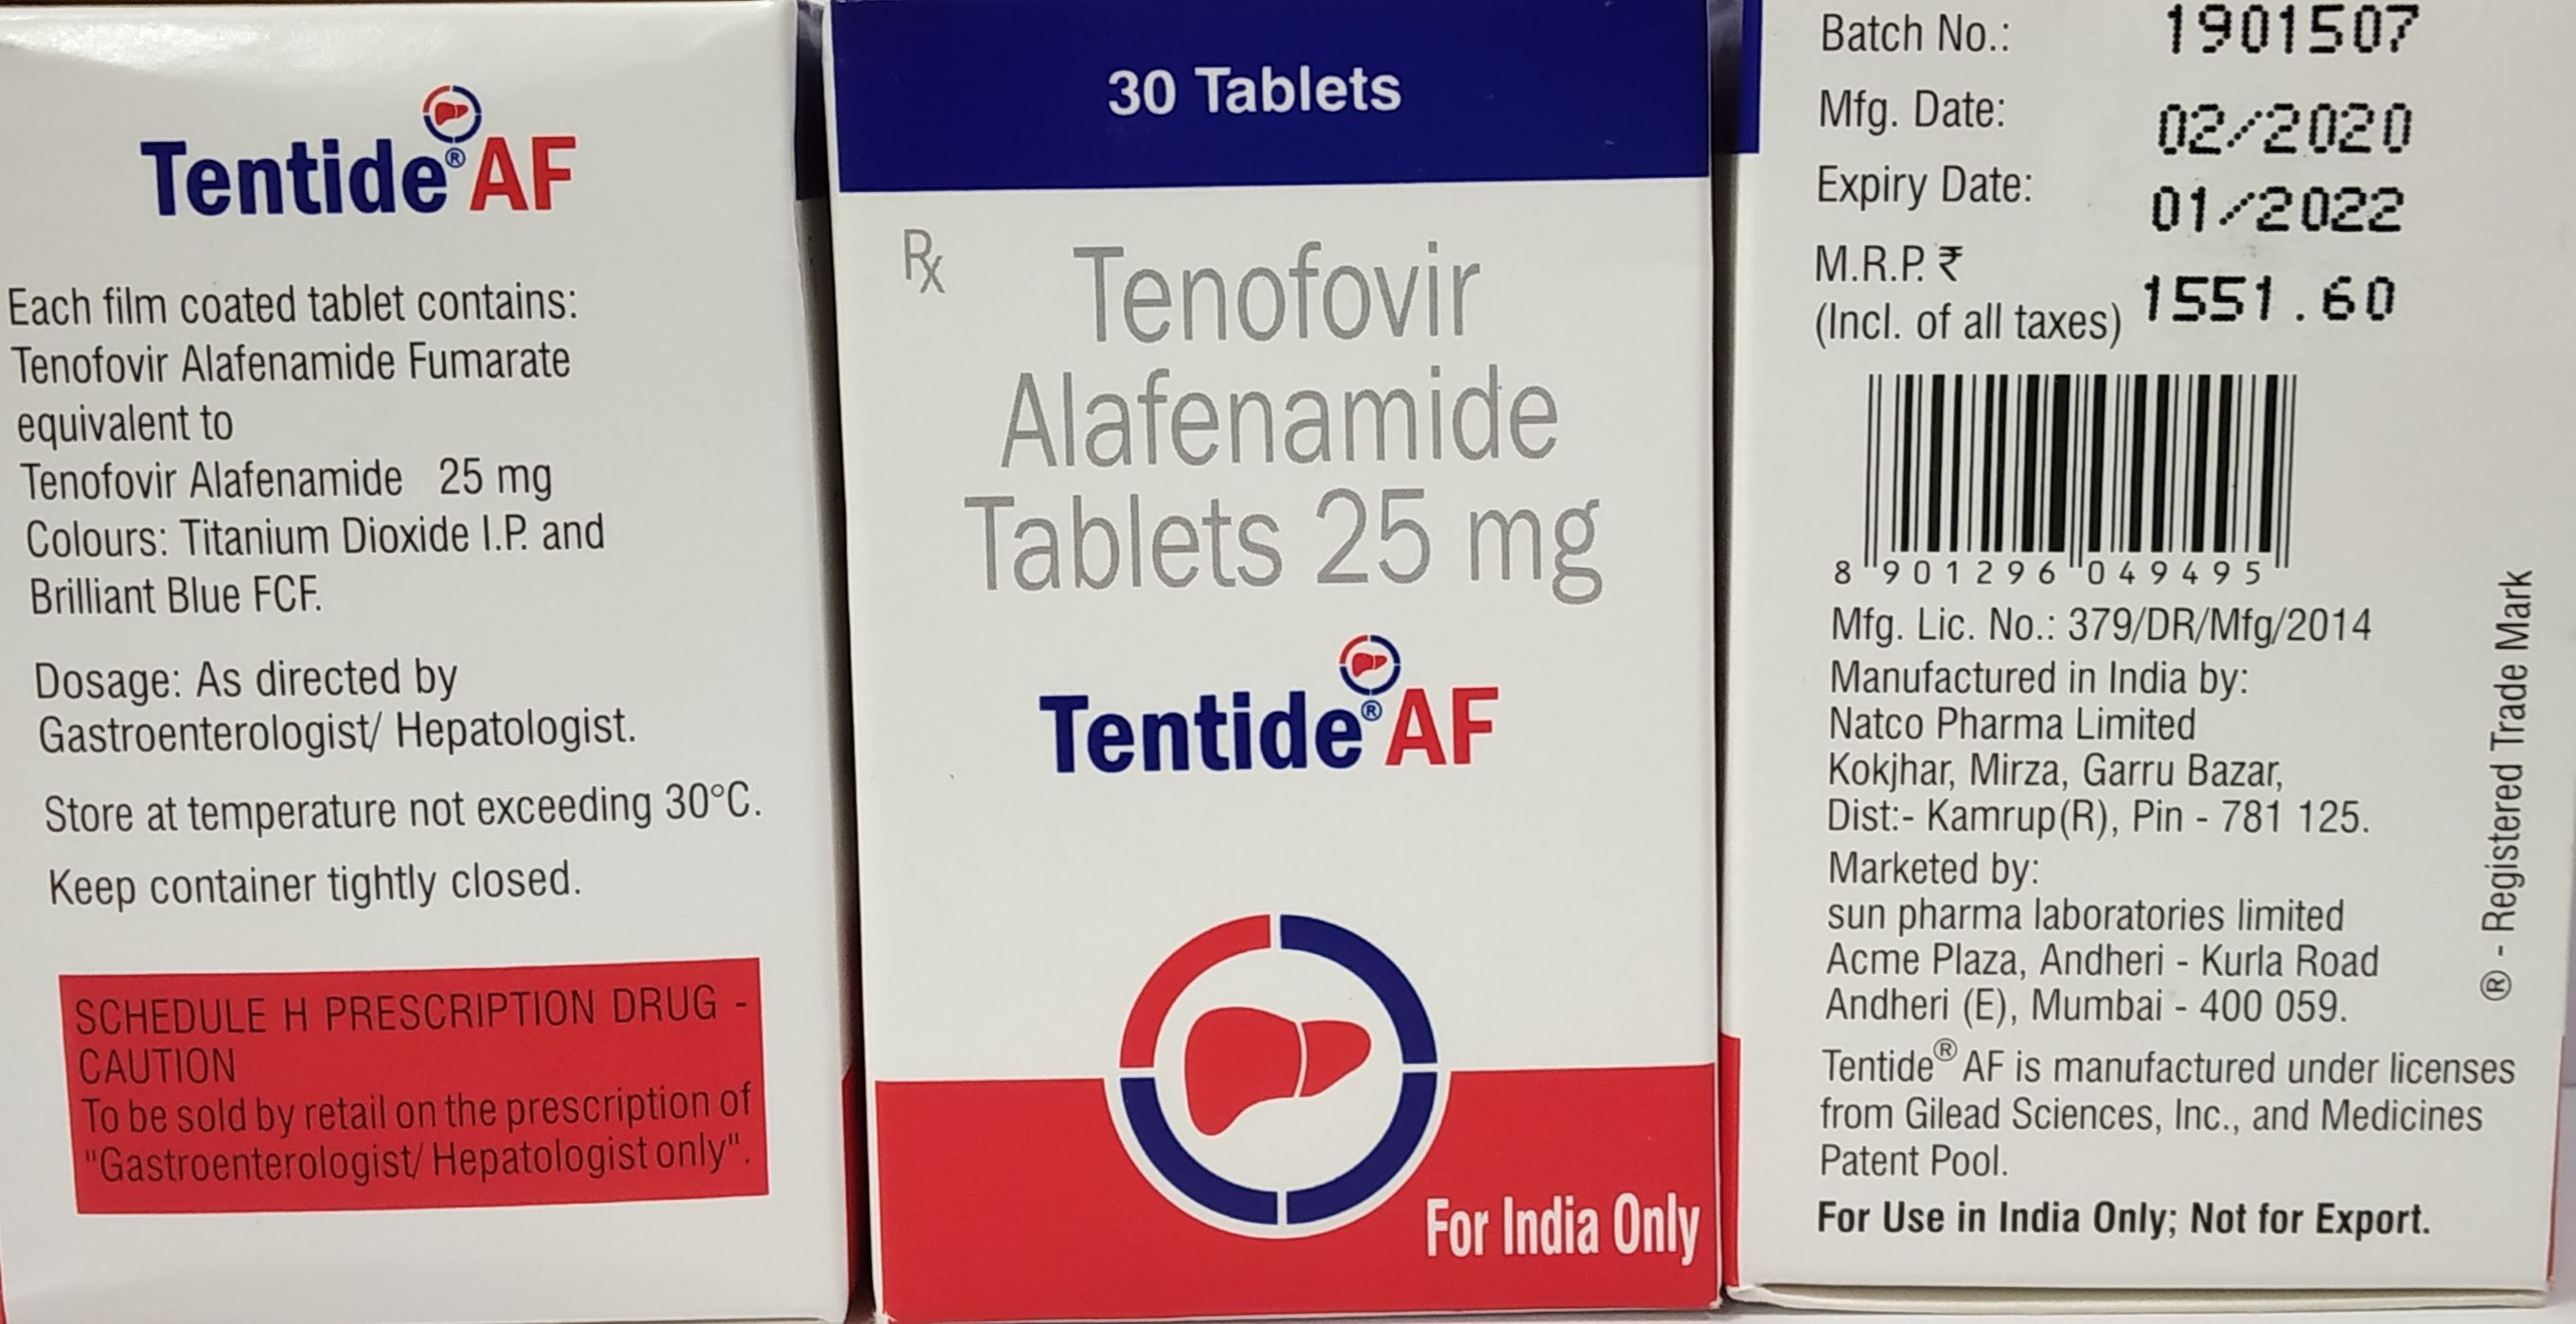 Tentide® AF
Each film coated tablet contains:
Tenofovir Alafenamide Fumarate
equivalent to
Tenofovir Alafenamide 25 mg
Colours: Titanium Dioxide I.P. and
Brilliant Blue FCF.
Dosage: As directed by
Gastroenterologist/ Hepatologist.
Store at temperature not exceeding 30°C.
Keep container tightly closed.
SCHEDULE H PRESCRIPTION DRUG -
CAUTION
To be sold by retail on the prescription of
"Gastroenterologist/ Hepatologist only".
30 Tablets
Rx
Tenofovir
Alafenamide
Tablets 25 mg
Tentide® AF
For India Only
Batch No.: 1901507
Mfg. Date: 02/2020
Expiry Date: 01/2022
M.R.P. ₹
(Incl. of all taxes) 1551.60
8 901296 049495
Mfg. Lic. No.: 379/DR/Mfg/2014
Manufactured in India by:
Natco Pharma Limited
Kokjhar, Mirza, Garru Bazar,
Dist:- Kamrup(R), Pin - 781 125.
Marketed by:
sun pharma laboratories limited
Acme Plaza, Andheri - Kurla Road
Andheri (E), Mumbai - 400 059.
Tentide® AF is manufactured under licenses
from Gilead Sciences, Inc., and Medicines
Patent Pool.
For Use in India Only; Not for Export.
® - Registered Trade Mark